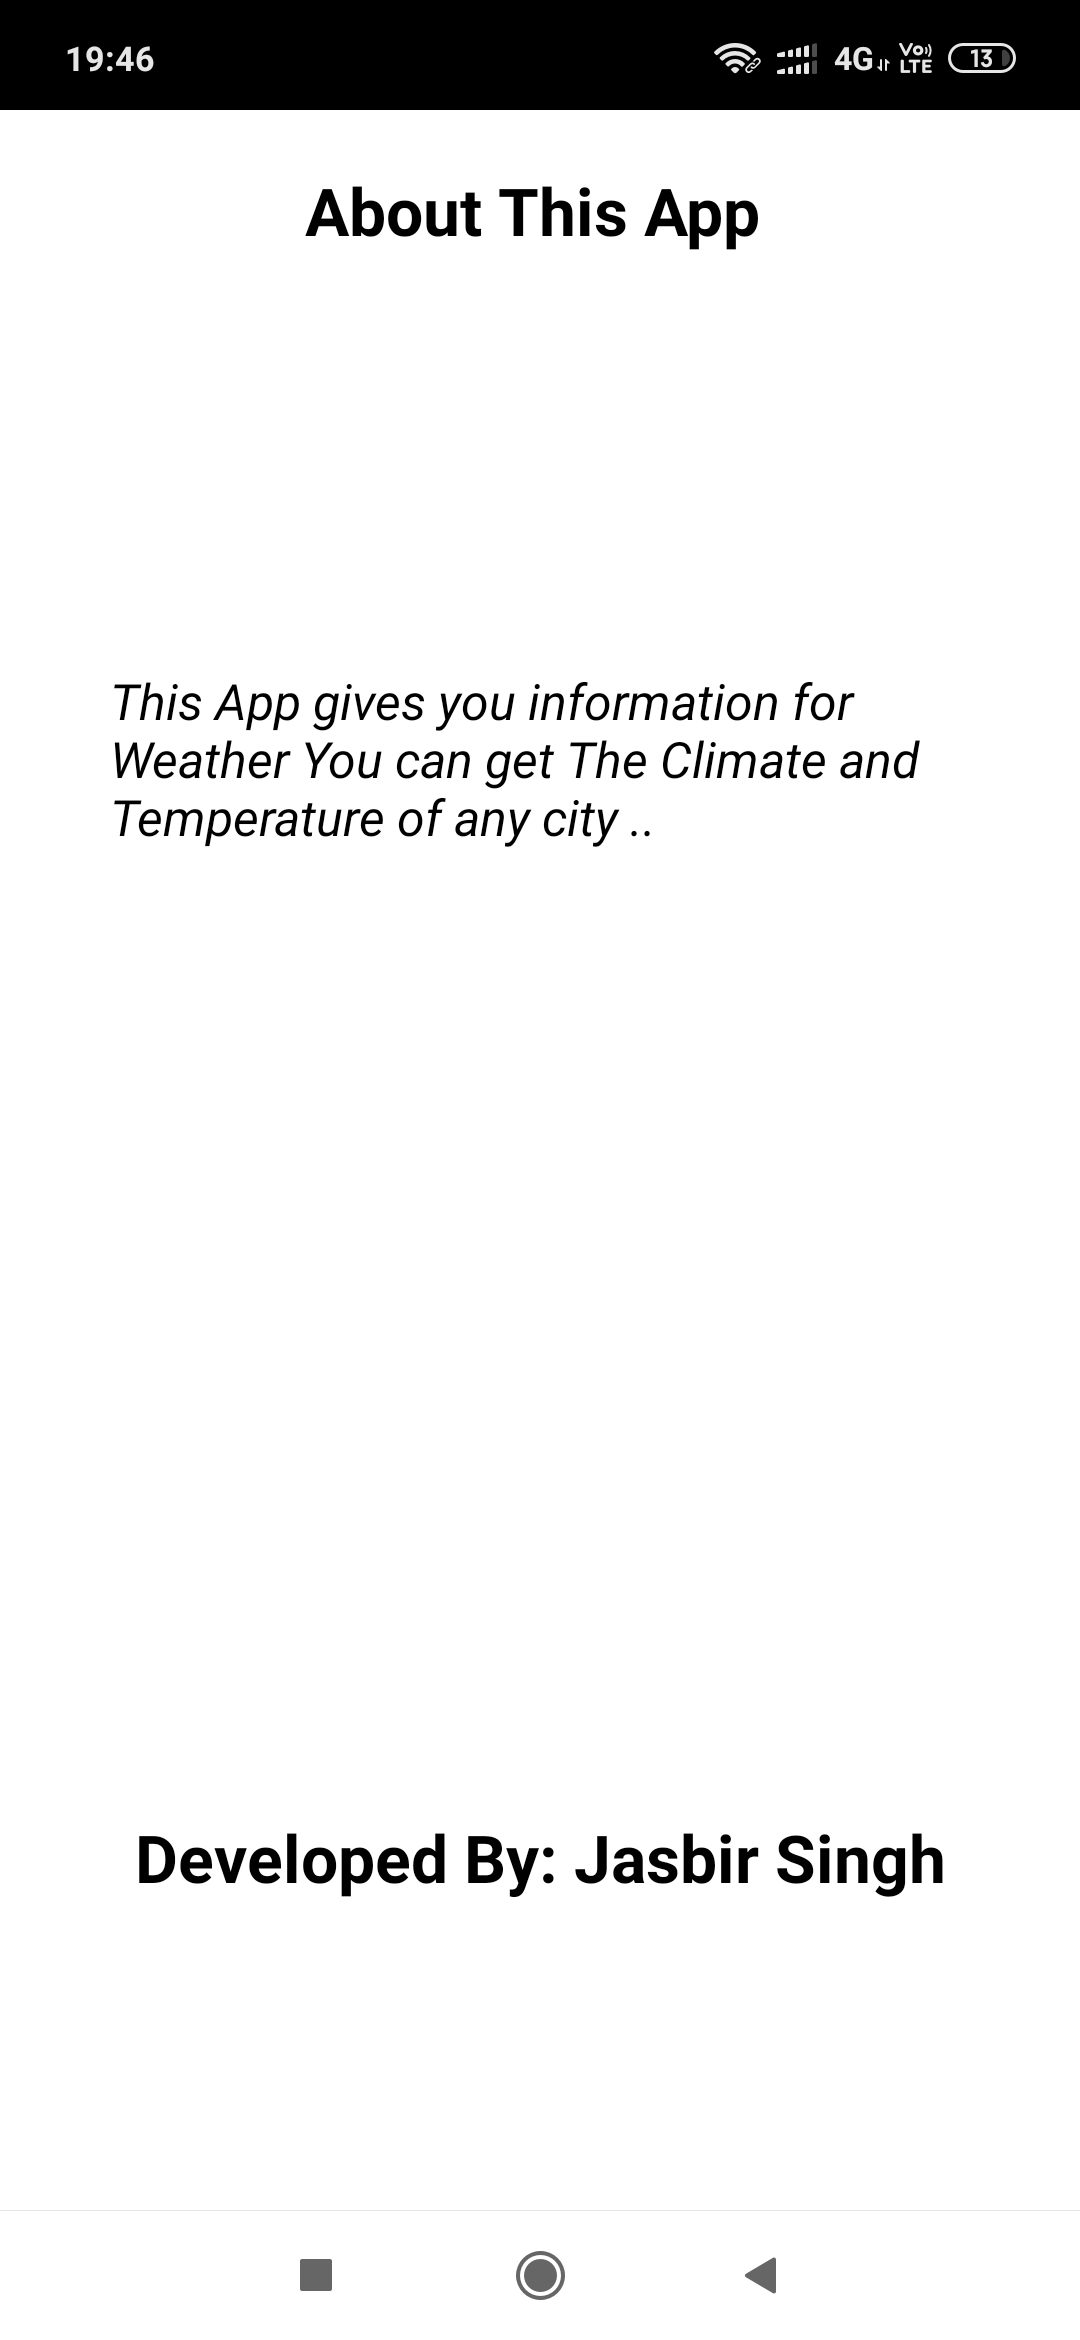 19:46 4G Vo) LTE 13
About This App
This App gives you information for
Weather You can get The Climate and
Temperature of any city ..
Developed By: Jasbir Singh